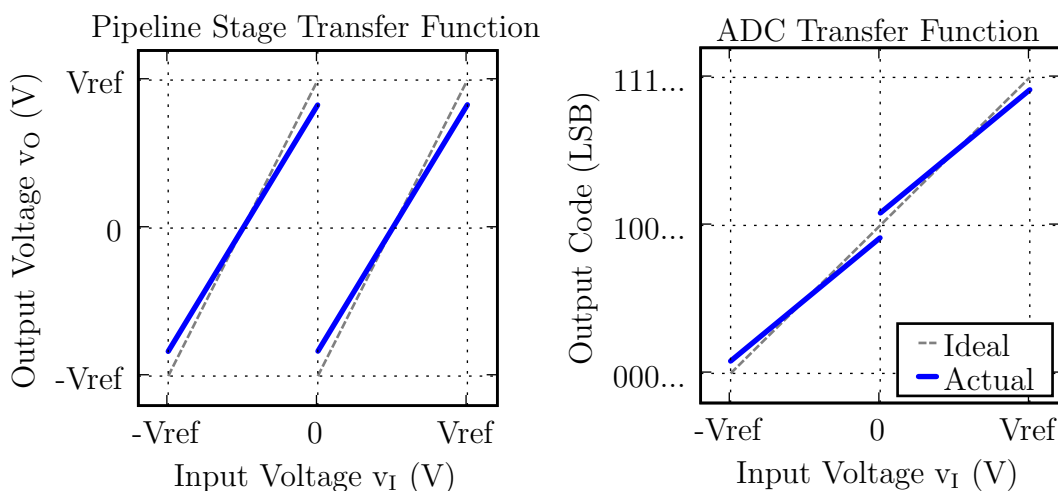 Pipeline Stage Transfer Function
Output Voltage vO (V)
Vref
0
-Vref
-Vref
0
Vref
Input Voltage vI (V)
ADC Transfer Function
Output Code (LSB)
111...
100...
000...
Ideal
Actual
-Vref
0
Vref
Input Voltage vI (V)